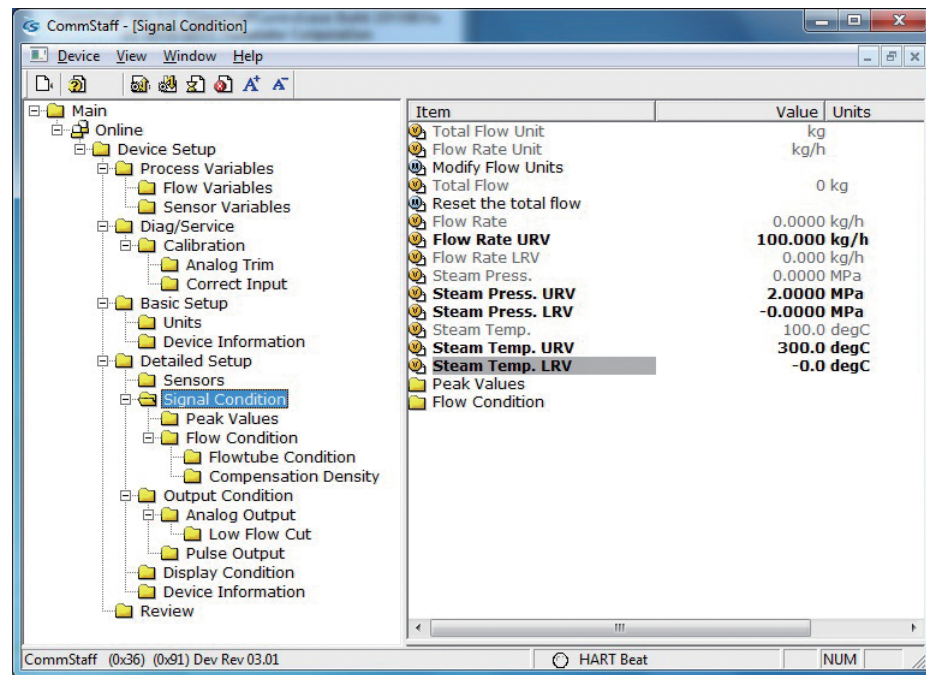 CommStaff - [Signal Condition]
Device View Window Help
Main
Online
Device Setup
Process Variables
Flow Variables
Sensor Variables
Diag/Service
Calibration
Analog Trim
Correct Input
Basic Setup
Units
Device Information
Detailed Setup
Sensors
Signal Condition
Peak Values
Flow Condition
Flowtube Condition
Compensation Density
Output Condition
Analog Output
Low Flow Cut
Pulse Output
Display Condition
Device Information
Review
Item Value Units
Total Flow Unit kg
Flow Rate Unit kg/h
Modify Flow Units
Total Flow 0 kg
Reset the total flow
Flow Rate 0.0000 kg/h
Flow Rate URV 100.000 kg/h
Flow Rate LRV 0.000 kg/h
Steam Press. 0.0000 MPa
Steam Press. URV 2.0000 MPa
Steam Press. LRV -0.0000 MPa
Steam Temp. 100.0 degC
Steam Temp. URV 300.0 degC
Steam Temp. LRV -0.0 degC
Peak Values
Flow Condition
CommStaff (0x36) (0x91) Dev Rev 03.01 HART Beat NUM